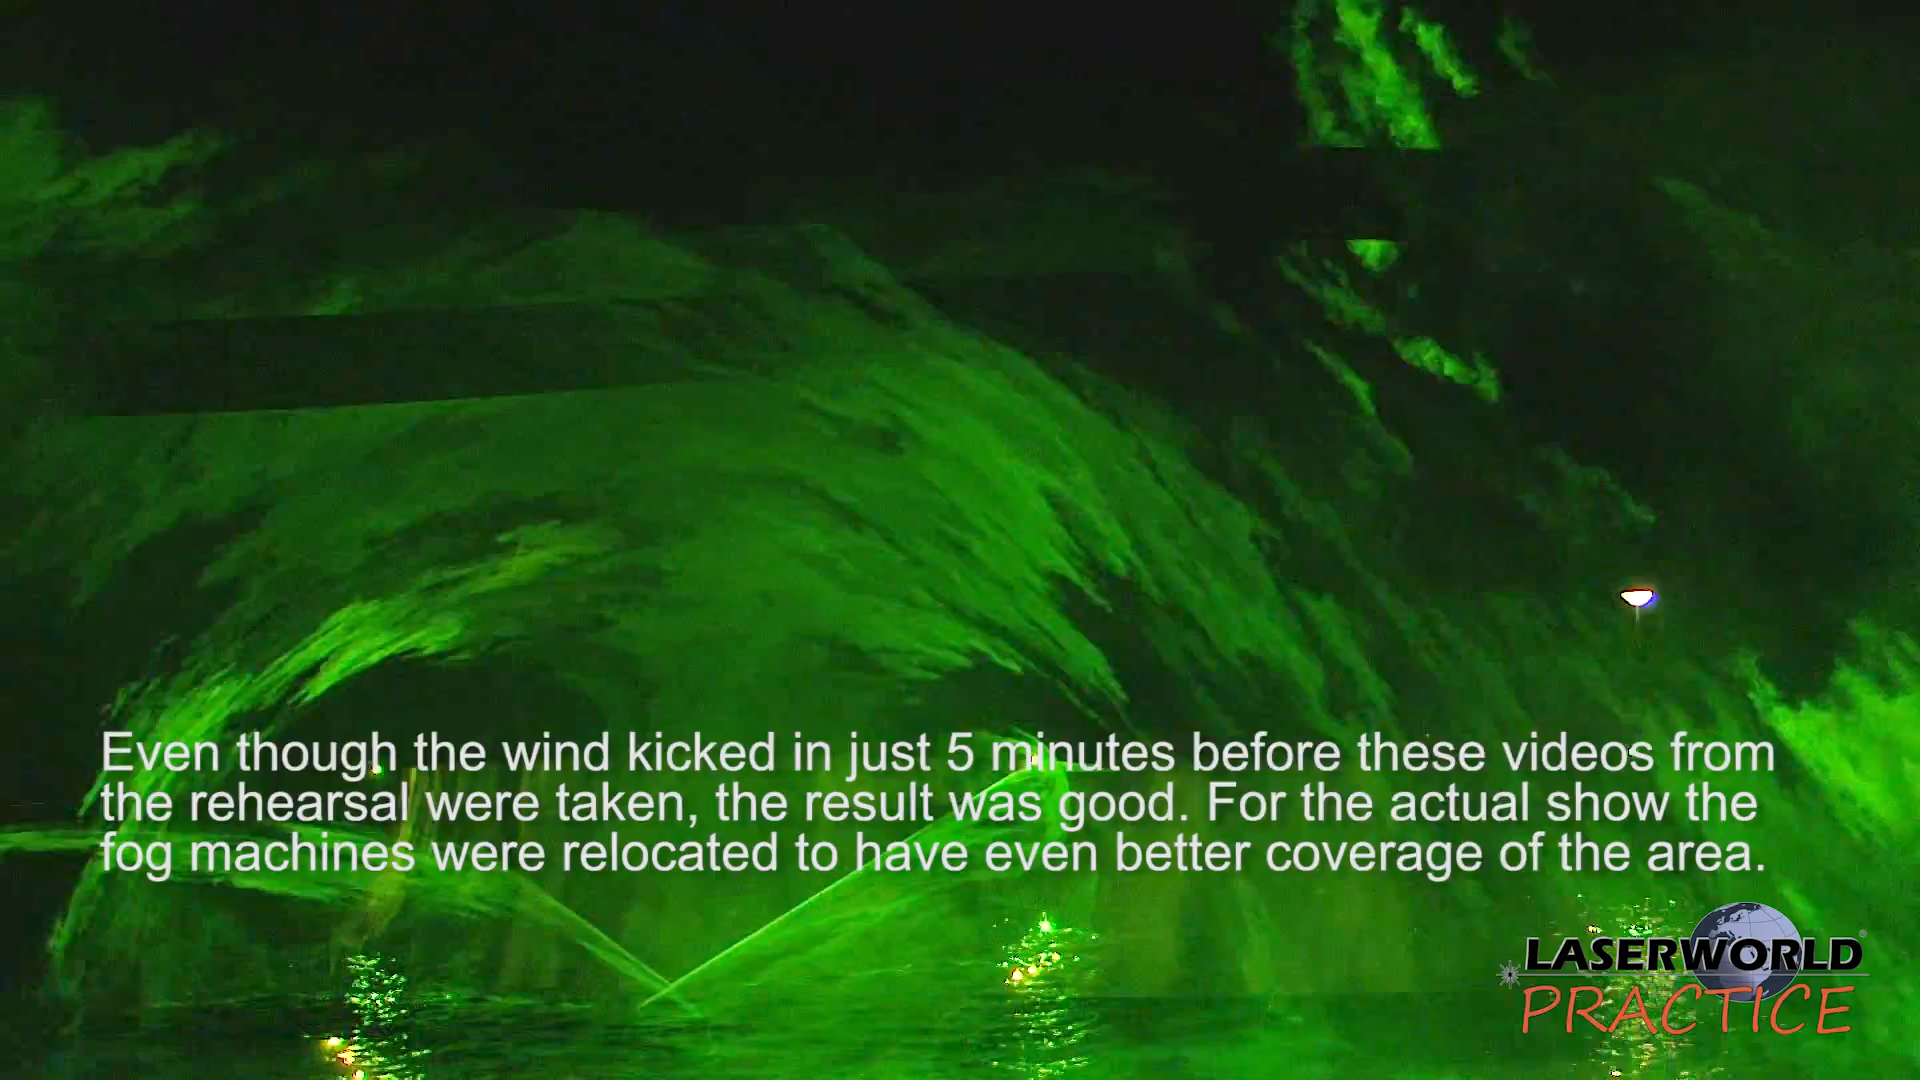 Even though the wind kicked in just 5 minutes before these videos from
the rehearsal were taken, the result was good. For the actual show the
fog machines were relocated to have even better coverage of the area.
LASERWORLD®
PRACTICE